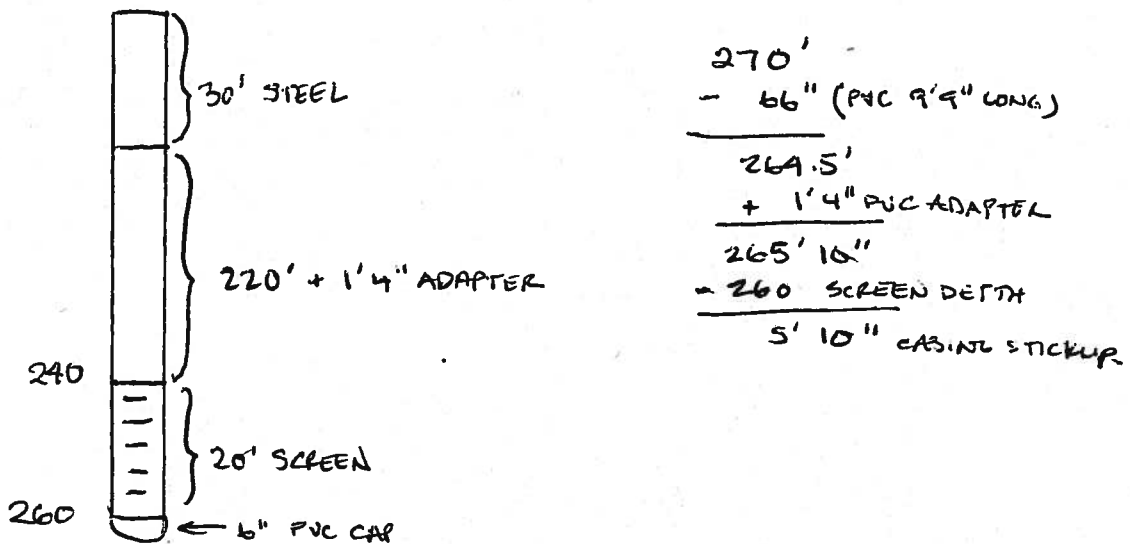 30' STEEL
220' + 1'4" ADAPTER
240
20' SCREEN
260
6" PVC CAP
270'
- 66" (PVC 9'9" LONG)
264.5'
+ 1'4" PVC ADAPTER
265' 10"
- 260 SCREEN DEPTH
5' 10" CASING STICKUP